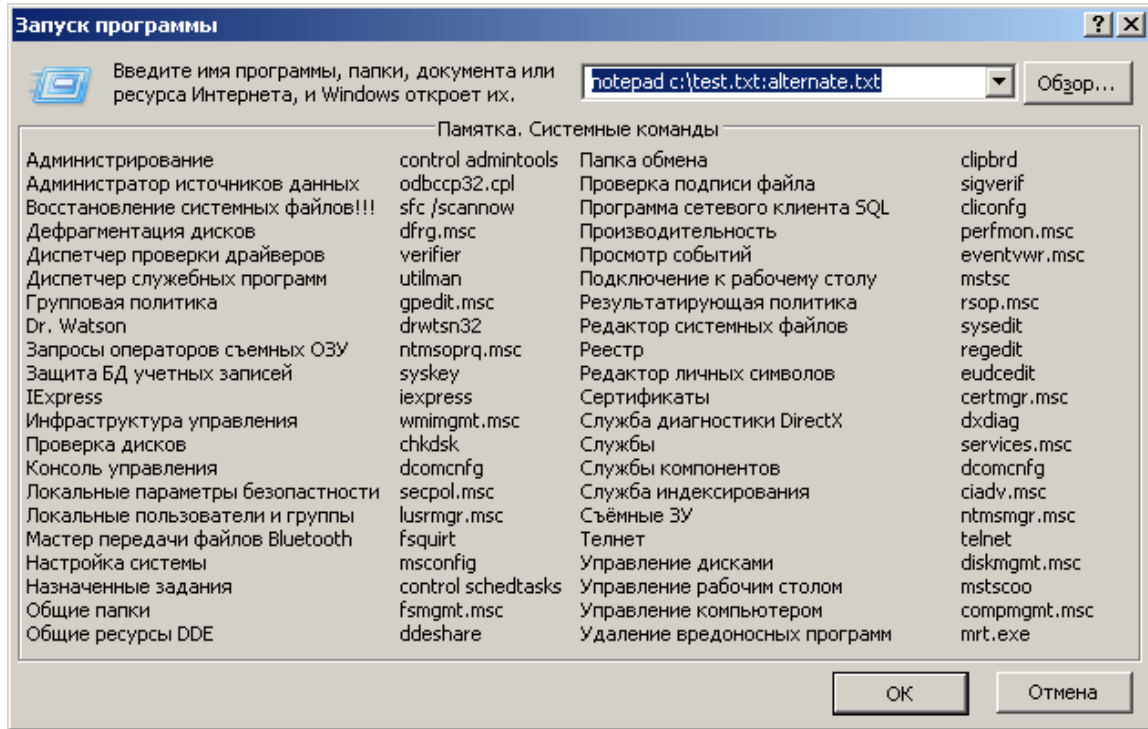 Запуск программы
Введите имя программы, папки, документа или
ресурса Интернета, и Windows откроет их.
notepad c:\test.txt:alternate.txt
Обзор...
Памятка. Системные команды
Администрирование control admintools Папка обмена clipbrd
Администратор источников данных odbccp32.cpl Проверка подписи файла sigverif
Восстановление системных файлов!!! sfc /scannow Программа сетевого клиента SQL cliconfg
Дефрагментация дисков dfrg.msc Производительность perfmon.msc
Диспетчер проверки драйверов verifier Просмотр событий eventvwr.msc
Диспетчер служебных программ utilman Подключение к рабочему столу mstsc
Групповая политика gpedit.msc Результатирующая политика rsop.msc
Dr. Watson drwtsn32 Редактор системных файлов sysedit
Запросы операторов съемных ОЗУ ntmsoprq.msc Реестр regedit
Защита БД учетных записей syskey Редактор личных символов eudcedit
IExpress iexpress Сертификаты certmgr.msc
Инфраструктура управления wmimgmt.msc Служба диагностики DirectX dxdiag
Проверка дисков chkdsk Службы services.msc
Консоль управления dcomcnfg Службы компонентов dcomcnfg
Локальные параметры безопастности secpol.msc Служба индексирования ciadv.msc
Локальные пользователи и группы lusrmgr.msc Съёмные ЗУ ntmsmgr.msc
Мастер передачи файлов Bluetooth fsquirt Телнет telnet
Настройка системы msconfig Управление дисками diskmgmt.msc
Назначенные задания control schedtasks Управление рабочим столом mstscoo
Общие папки fsmgmt.msc Управление компьютером compmgmt.msc
Общие ресурсы DDE ddeshare Удаление вредоносных программ mrt.exe
ОК
Отмена